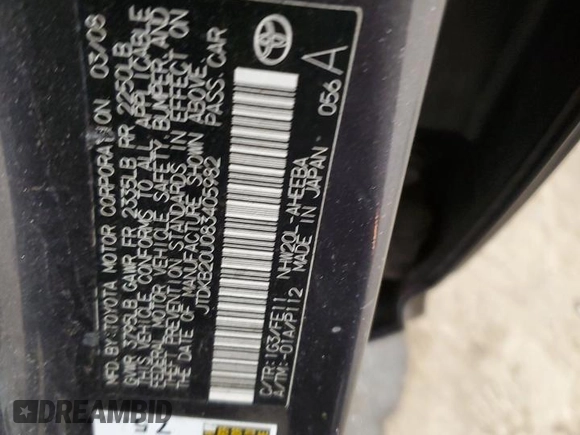 MFD. BY: TOYOTA MOTOR CORPORATION 03/08
GVWR 3795LB GAWR FR 2335LB RR 2250LB
THIS VEHICLE CONFORMS TO ALL APPLICABLE
FEDERAL MOTOR VEHICLE SAFETY BUMPER, AND
THEFT PREVENTION STANDARDS IN EFFECT ON
THE DATE OF MANUFACTURE SHOWN ABOVE.
JTDKB20U083405982 PASS. CAR
C/TR: 1G3/FE11 NHW20L-AHEEBA 056 A
A/TM: -01A/P112 MADE IN JAPAN
DREAMBID